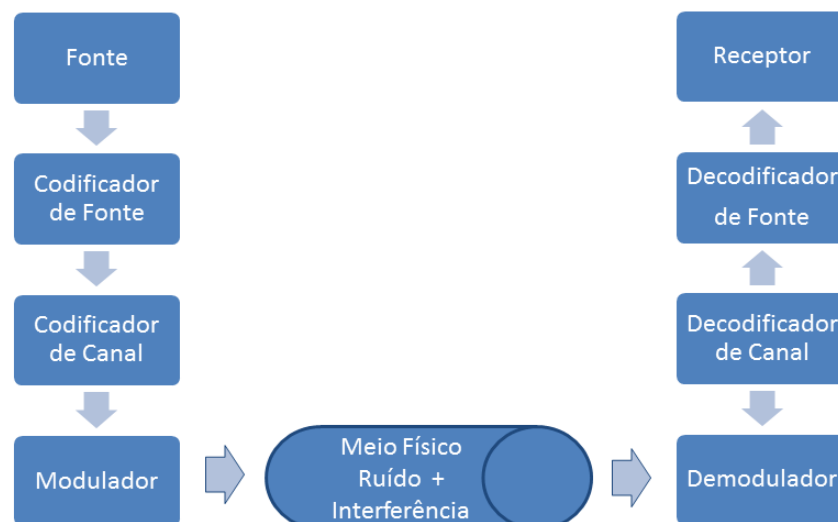 Fonte
Codificador
de Fonte
Codificador
de Canal
Modulador
Meio Físico
Ruído +
Interferência
Receptor
Decodificador
de Fonte
Decodificador
de Canal
Demodulador